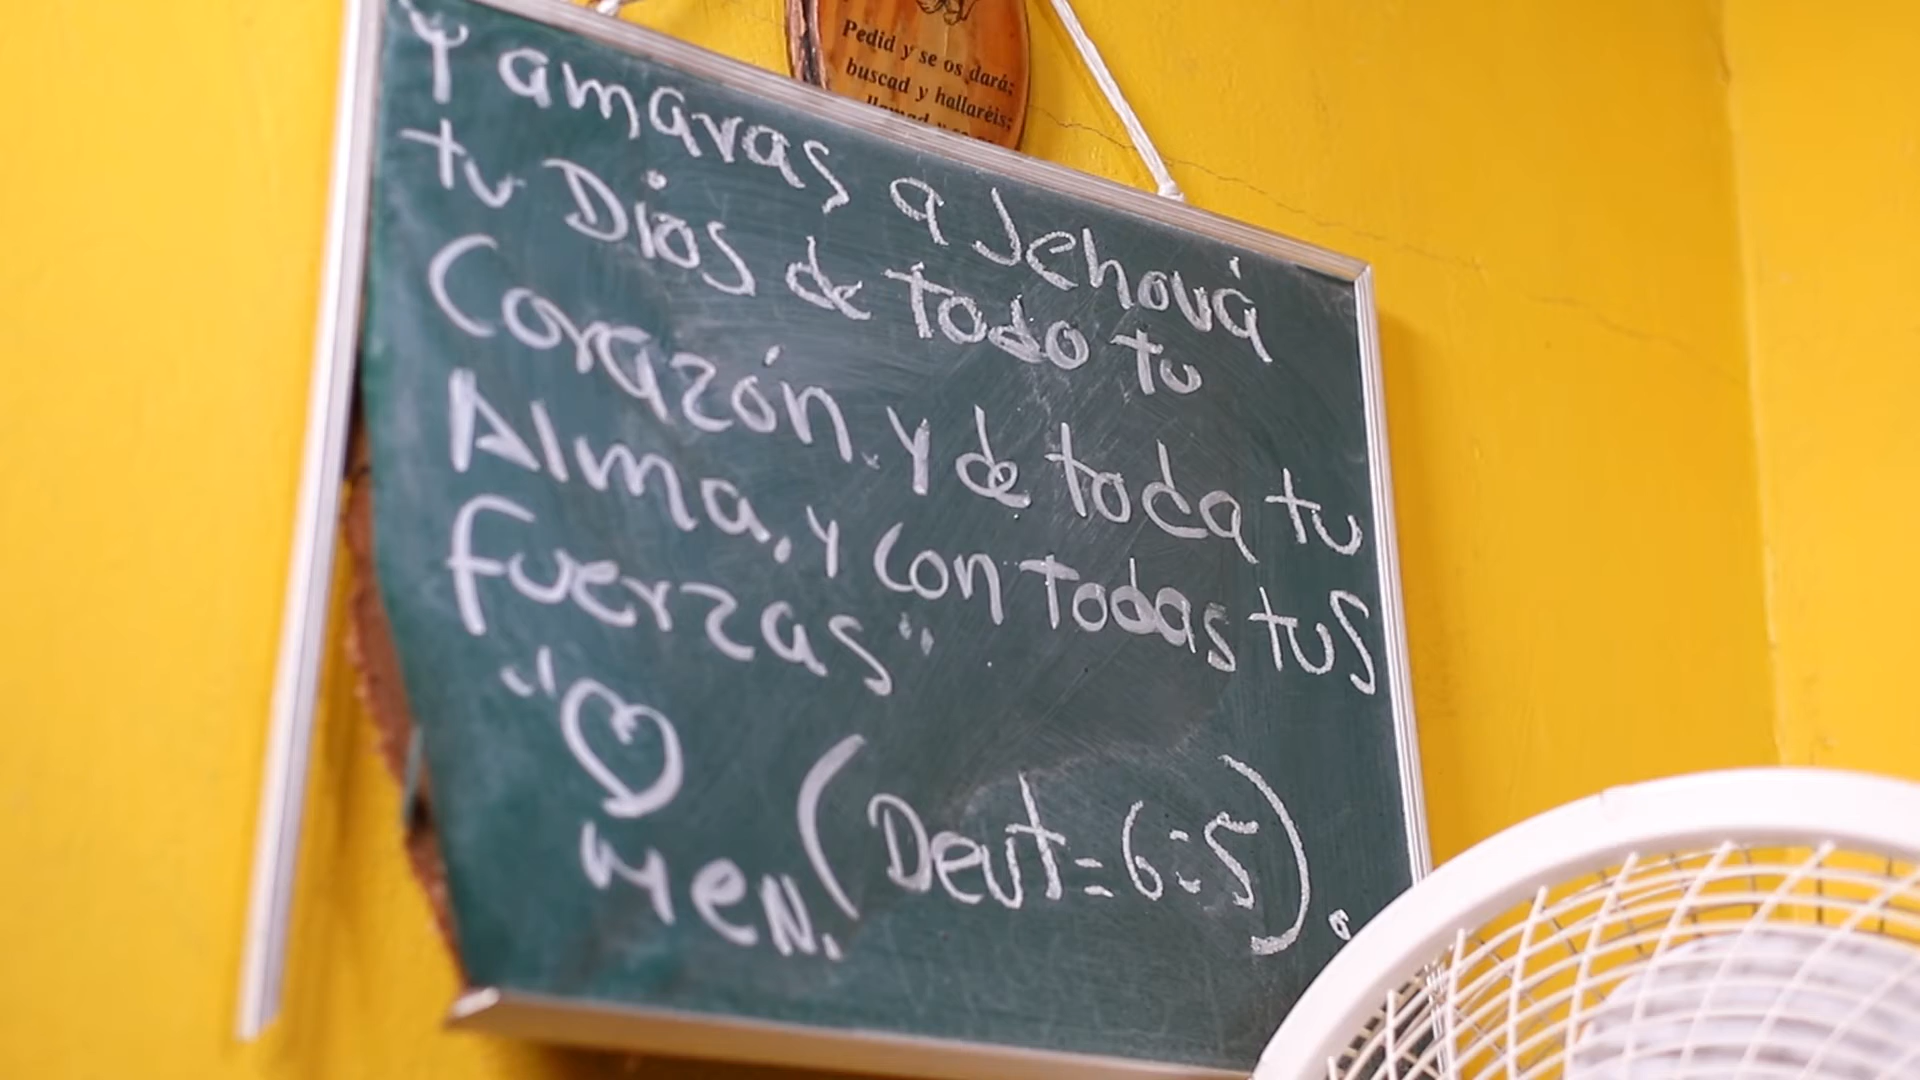 Pedid y se os dará;
buscad y hallaréis;
Y amaras a Jehová
tu Dios de todo tu
Corazón. Y de toda tu
Alma, y con todas tus
fuerzas"
"♡
Men. (Deut=6:5).